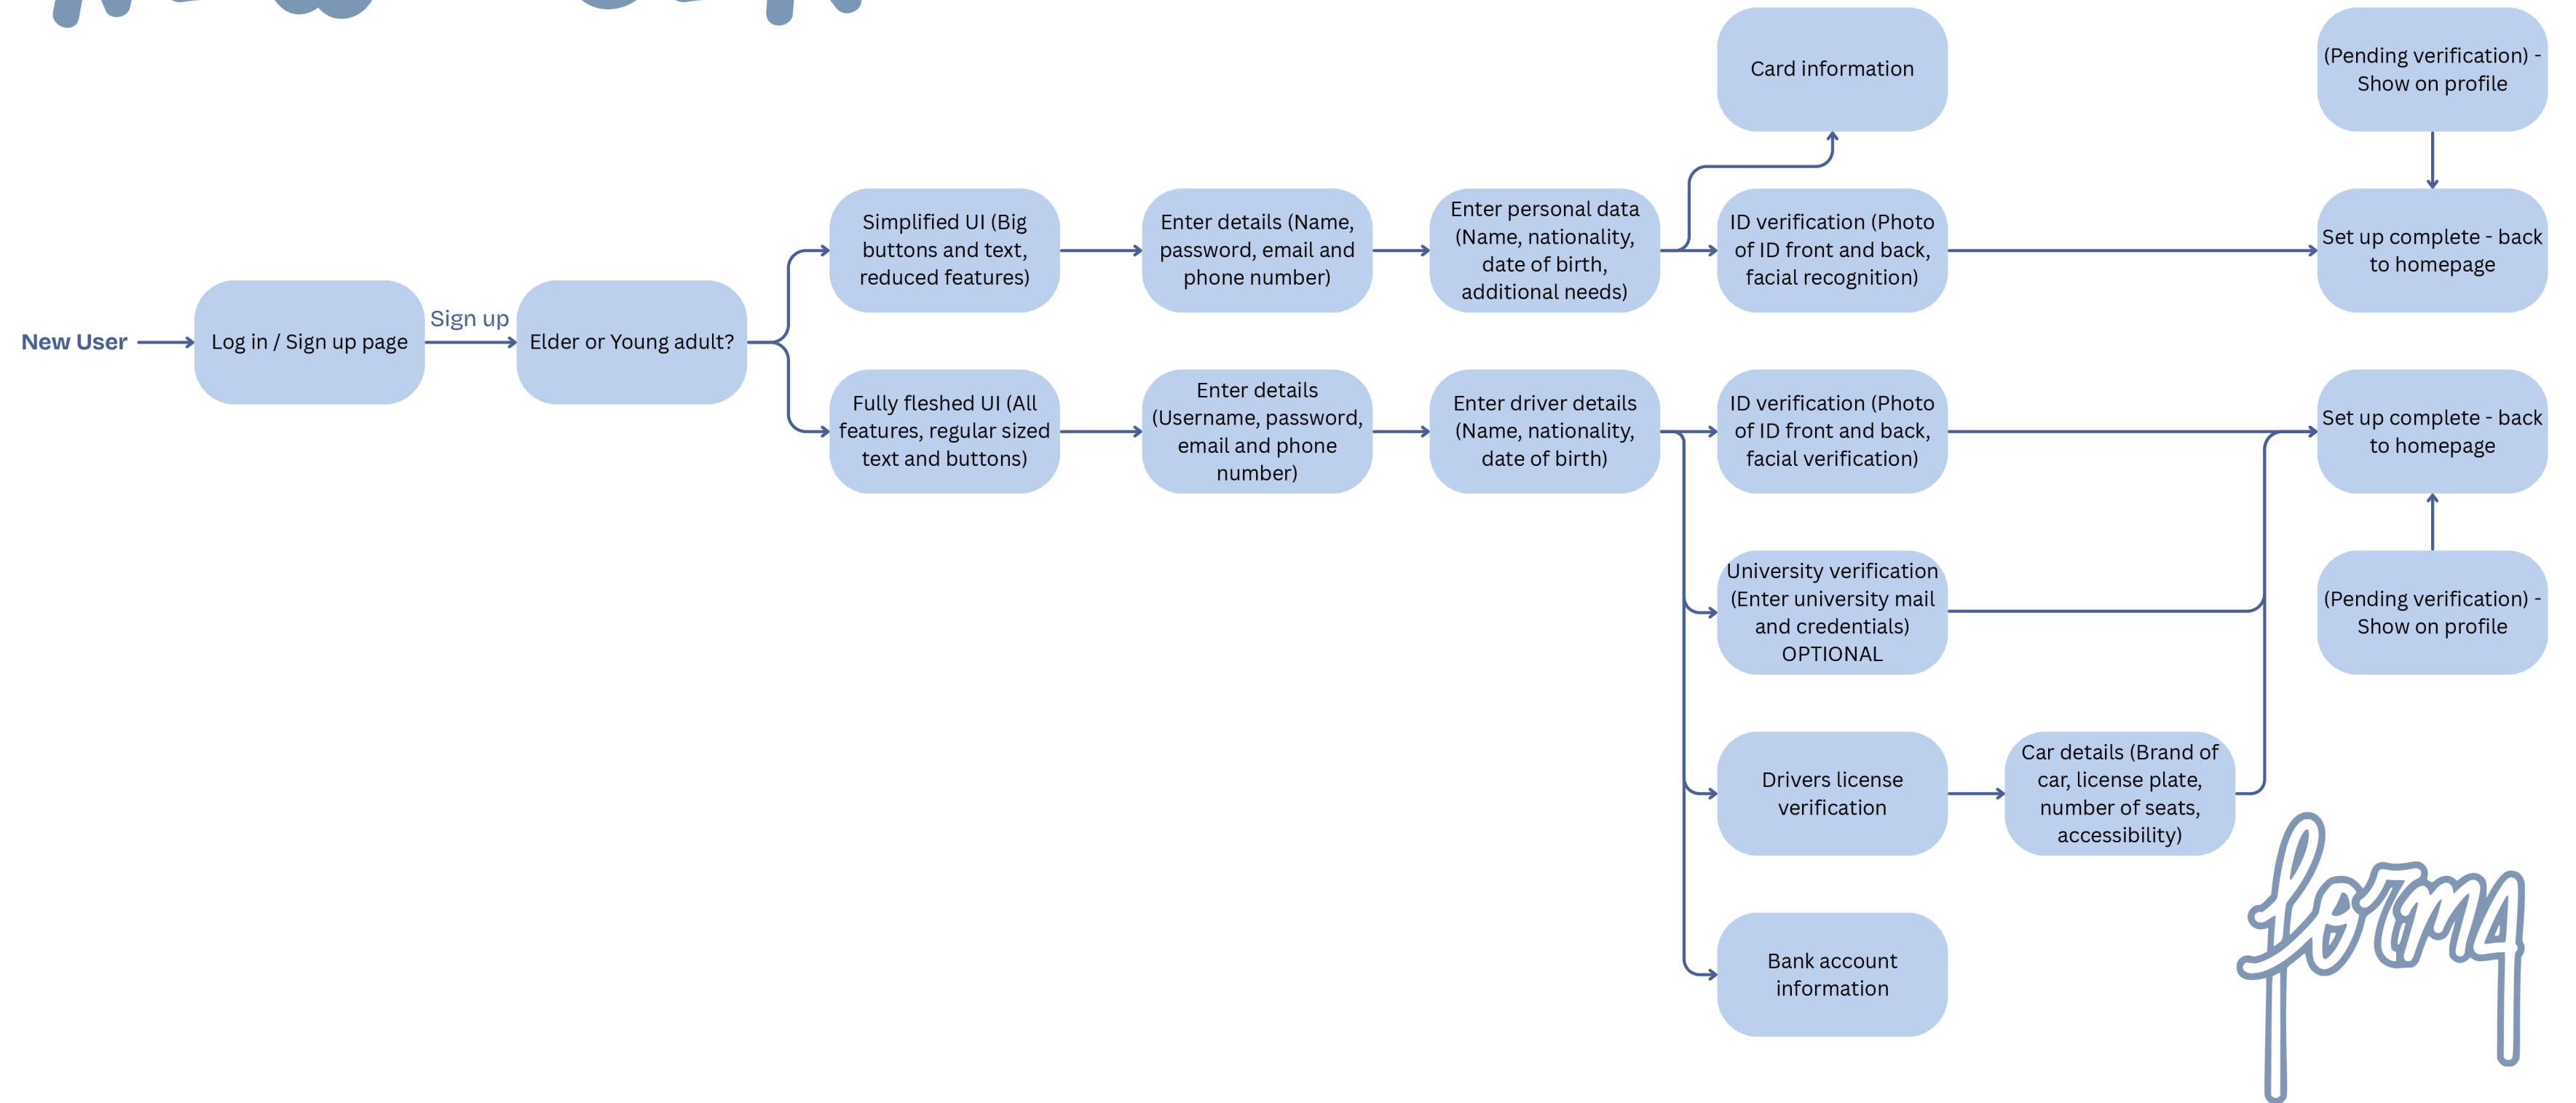 Card information
(Pending verification) -
Show on profile
Simplified UI (Big
buttons and text,
reduced features)
Enter details (Name,
password, email and
phone number)
Enter personal data
(Name, nationality,
date of birth,
additional needs)
ID verification (Photo
of ID front and back,
facial recognition)
Set up complete - back
to homepage
New User
Log in / Sign up page
Sign up
Elder or Young adult?
Fully fleshed UI (All
features, regular sized
text and buttons)
Enter details
(Username, password,
email and phone
number)
Enter driver details
(Name, nationality,
date of birth)
ID verification (Photo
of ID front and back,
facial verification)
Set up complete - back
to homepage
University verification
(Enter university mail
and credentials)
OPTIONAL
(Pending verification) -
Show on profile
Drivers license
verification
Car details (Brand of
car, license plate,
number of seats,
accessibility)
Bank account
information
forma